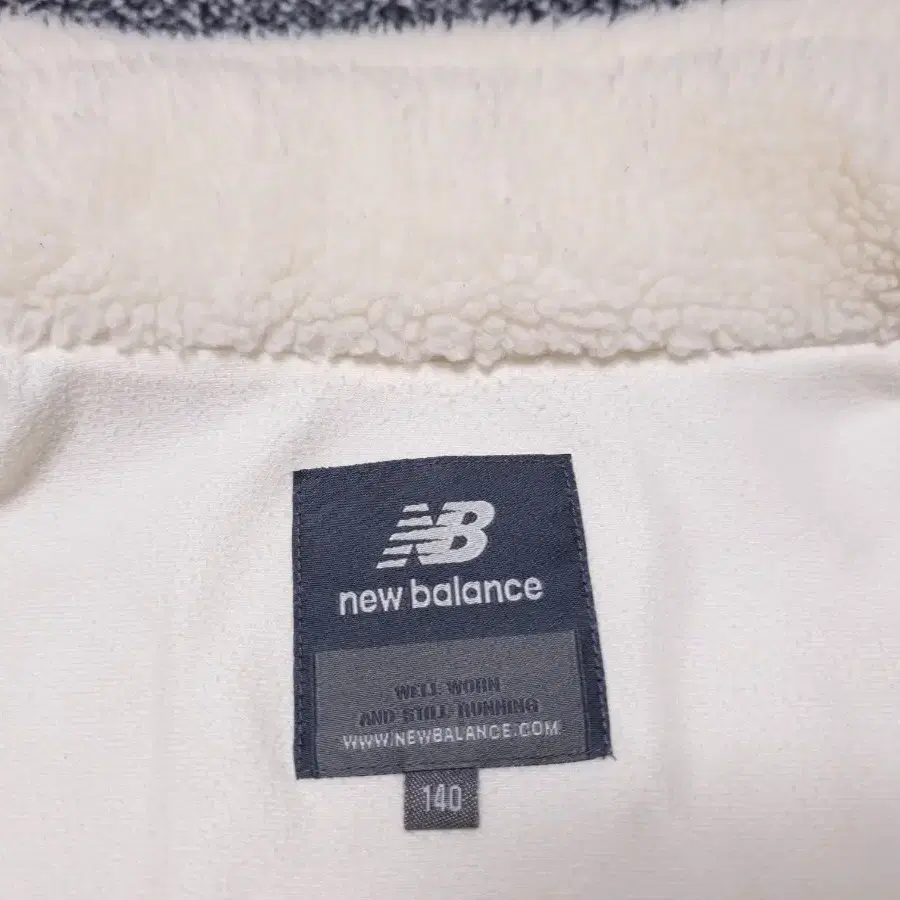 NB
new balance
WELL WORN
AND STILL RUNNING
WWW.NEWBALANCE.COM
140